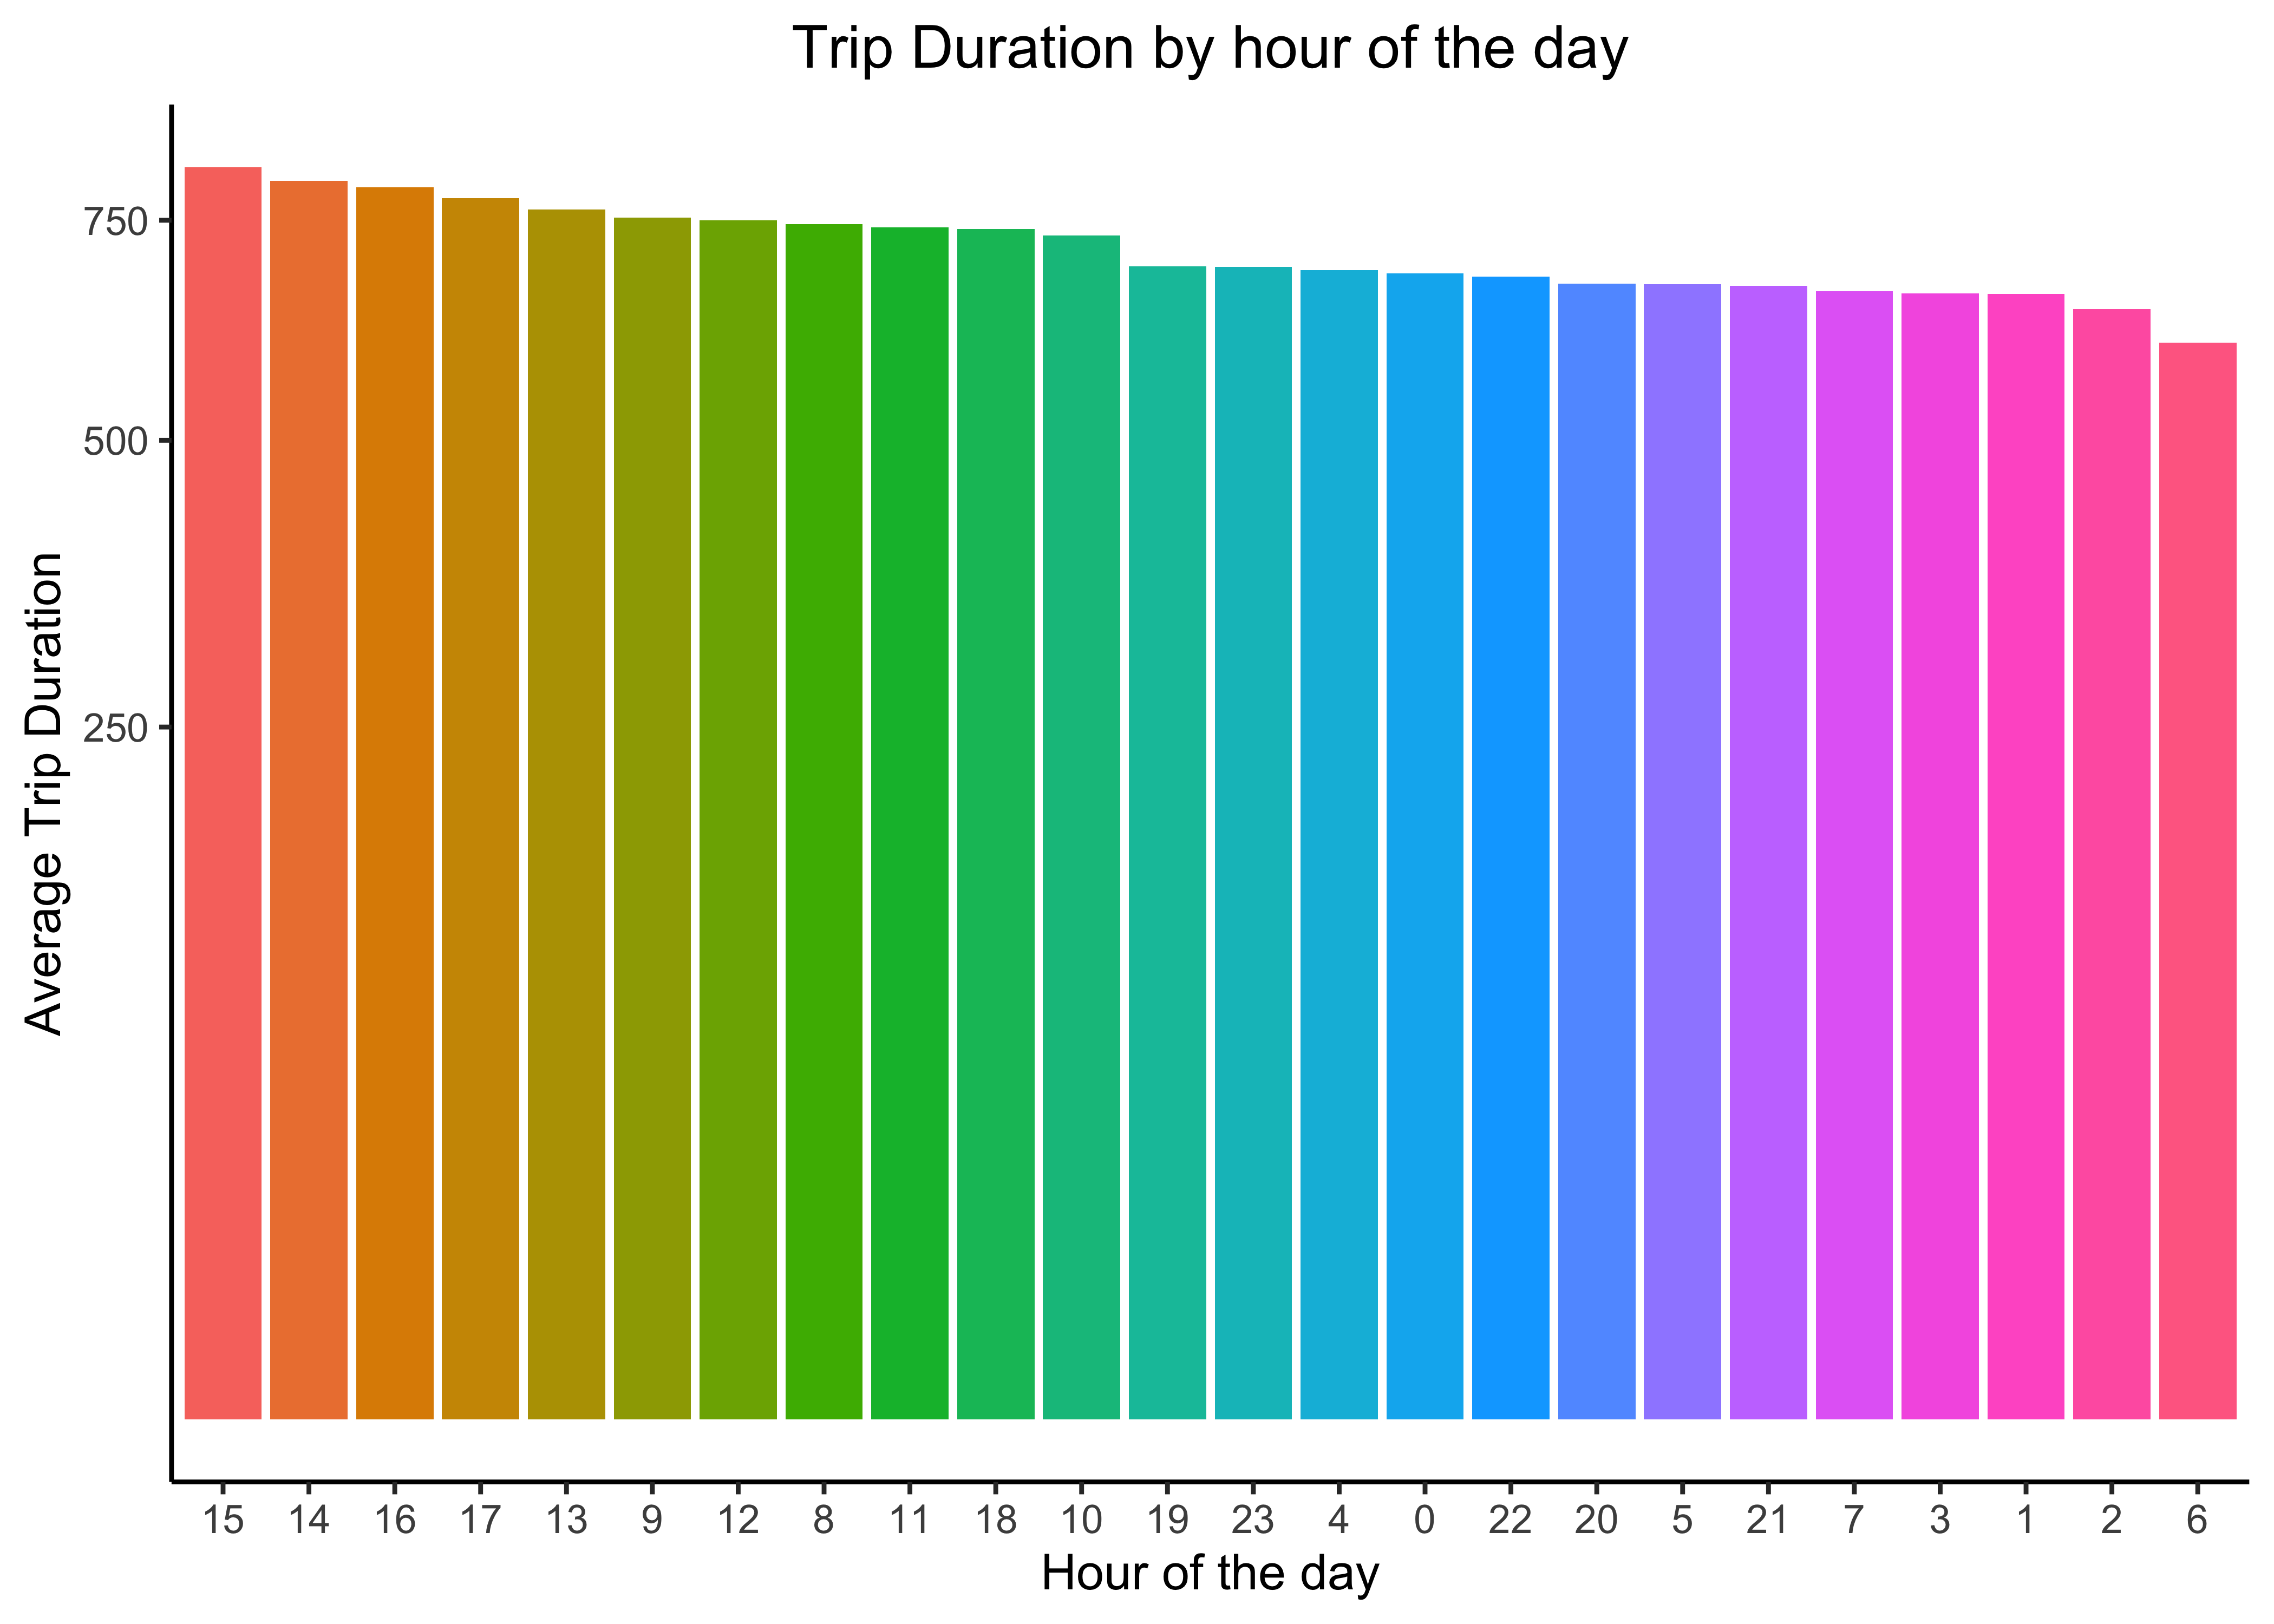 Trip Duration by hour of the day
750
500
250
Average Trip Duration
15 14 16 17 13 9 12 8 11 18 10 19 23 4 0 22 20 5 21 7 3 1 2 6
Hour of the day